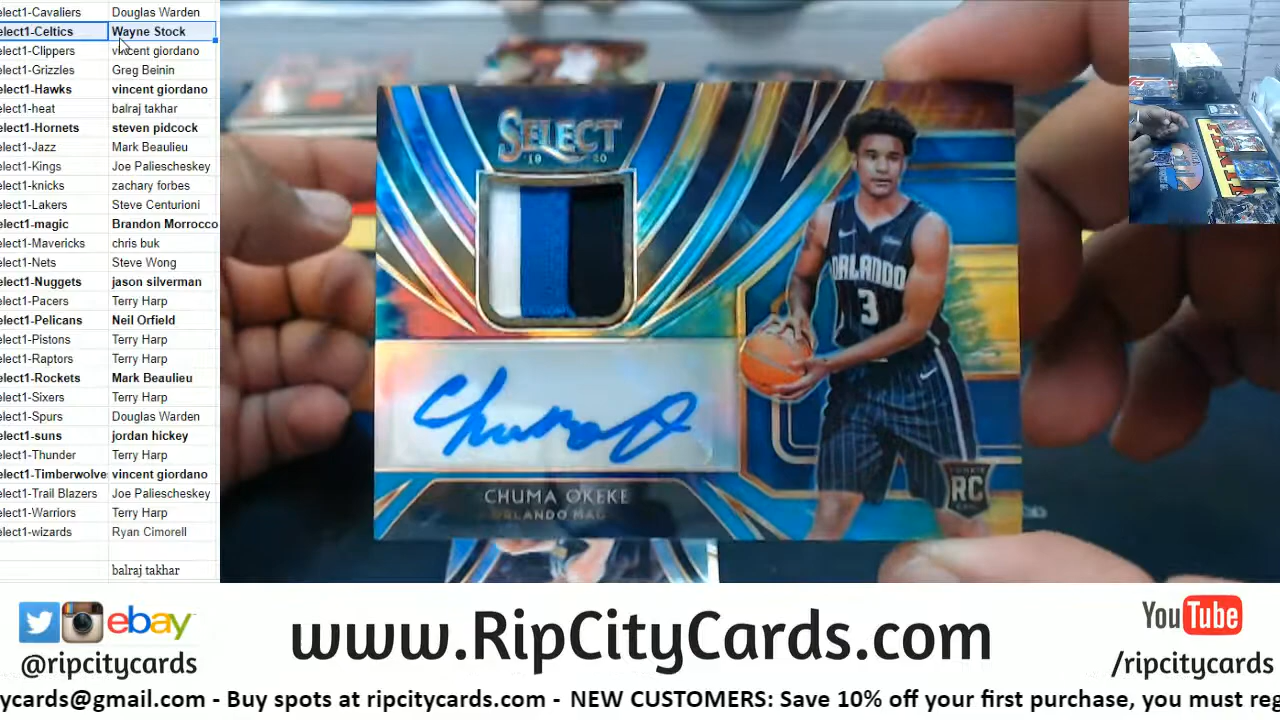 elect1-Cavaliers Douglas Warden
elect1-Celtics Wayne Stock
elect1-Clippers vincent giordano
elect1-Grizzles Greg Beinin
elect1-Hawks vincent giordano
elect1-heat balraj takhar
elect1-Hornets steven pidcock
elect1-Jazz Mark Beaulieu
elect1-Kings Joe Paliescheskey
elect1-knicks zachary forbes
elect1-Lakers Steve Centurioni
elect1-magic Brandon Morrocco
elect1-Mavericks chris buk
elect1-Nets Steve Wong
elect1-Nuggets jason silverman
elect1-Pacers Terry Harp
elect1-Pelicans Neil Orfield
elect1-Pistons Terry Harp
elect1-Raptors Terry Harp
elect1-Rockets Mark Beaulieu
elect1-Sixers Terry Harp
elect1-Spurs Douglas Warden
elect1-suns jordan hickey
elect1-Thunder Terry Harp
elect1-Timberwolve vincent giordano
elect1-Trail Blazers Joe Paliescheskey
elect1-Warriors Terry Harp
elect1-wizards Ryan Cimorell
balraj takhar
SELECT
19 20
ORLANDO
3
CHUMA OKEKE
ORLANDO MAG
RC
ebay
@ripcitycards
www.RipCityCards.com
YouTube
/ripcitycards
ycards@gmail.com - Buy spots at ripcitycards.com - NEW CUSTOMERS: Save 10% off your first purchase, you must reg